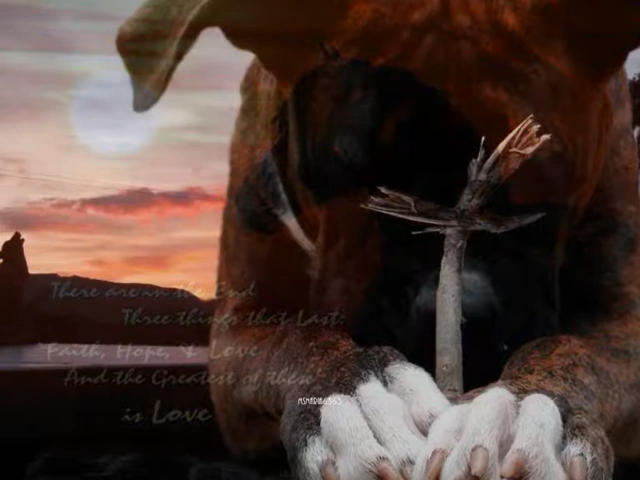 There are in the End
Three things that Last:
Faith, Hope, & Love
And the Greatest of these
is Love